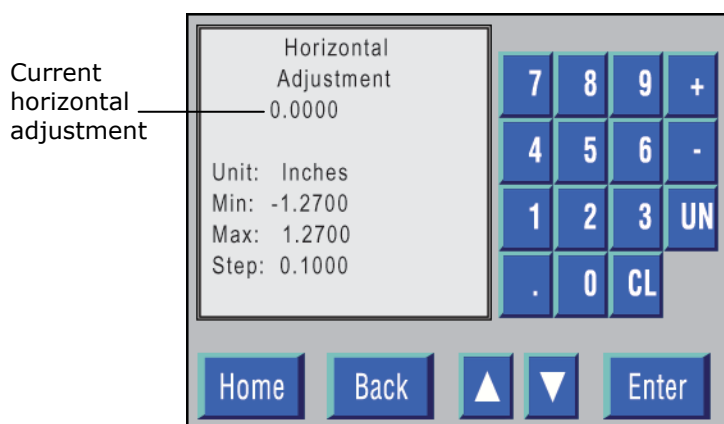 Current
horizontal
adjustment
Horizontal
Adjustment
0.0000
Unit: Inches
Min: -1.2700
Max: 1.2700
Step: 0.1000
7 8 9 +
4 5 6 -
1 2 3 UN
. 0 CL
Home Back Enter